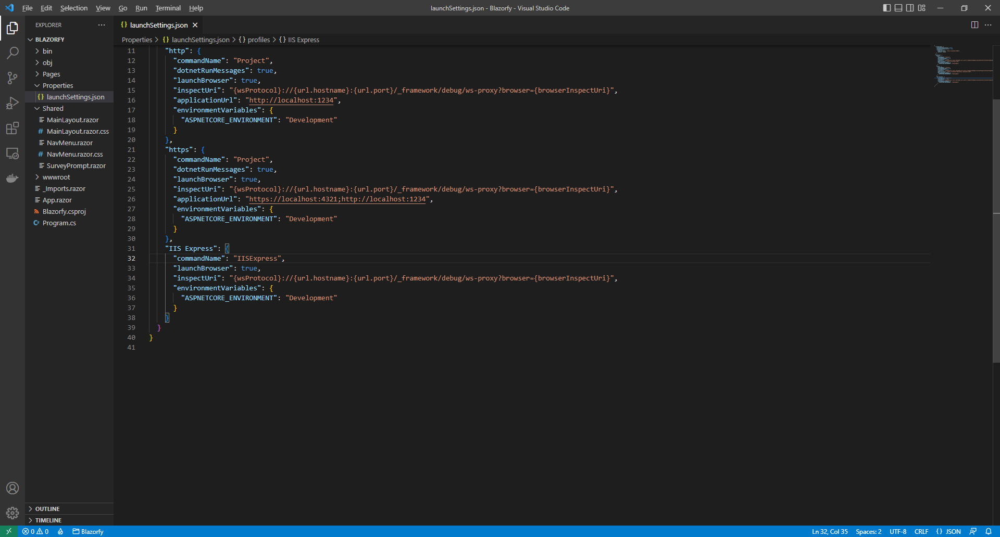 File Edit Selection View Go Run Terminal Help
launchSettings.json - Blazorfy - Visual Studio Code
EXPLORER
BLAZORFY
bin
obj
Pages
Properties
{} launchSettings.json
Shared
MainLayout.razor
# MainLayout.razor.css
NavMenu.razor
# NavMenu.razor.css
SurveyPrompt.razor
wwwroot
_Imports.razor
App.razor
Blazorfy.csproj
C# Program.cs
OUTLINE
TIMELINE
{} launchSettings.json
Properties > {} launchSettings.json > {} profiles > {} IIS Express
11 "http": {
12 "commandName": "Project",
13 "dotnetRunMessages": true,
14 "launchBrowser": true,
15 "inspectUri": "{wsProtocol}://{url.hostname}:{url.port}/_framework/debug/ws-proxy?browser={browserInspectUri}",
16 "applicationUrl": "http://localhost:1234",
17 "environmentVariables": {
18 "ASPNETCORE_ENVIRONMENT": "Development"
19 }
20 },
21 "https": {
22 "commandName": "Project",
23 "dotnetRunMessages": true,
24 "launchBrowser": true,
25 "inspectUri": "{wsProtocol}://{url.hostname}:{url.port}/_framework/debug/ws-proxy?browser={browserInspectUri}",
26 "applicationUrl": "https://localhost:4321;http://localhost:1234",
27 "environmentVariables": {
28 "ASPNETCORE_ENVIRONMENT": "Development"
29 }
30 },
31 "IIS Express": {
32 "commandName": "IISExpress",
33 "launchBrowser": true,
34 "inspectUri": "{wsProtocol}://{url.hostname}:{url.port}/_framework/debug/ws-proxy?browser={browserInspectUri}",
35 "environmentVariables": {
36 "ASPNETCORE_ENVIRONMENT": "Development"
37 }
38 }
39 }
40 }
41
0 0 Blazorfy
Ln 32, Col 35 Spaces: 2 UTF-8 CRLF {} JSON